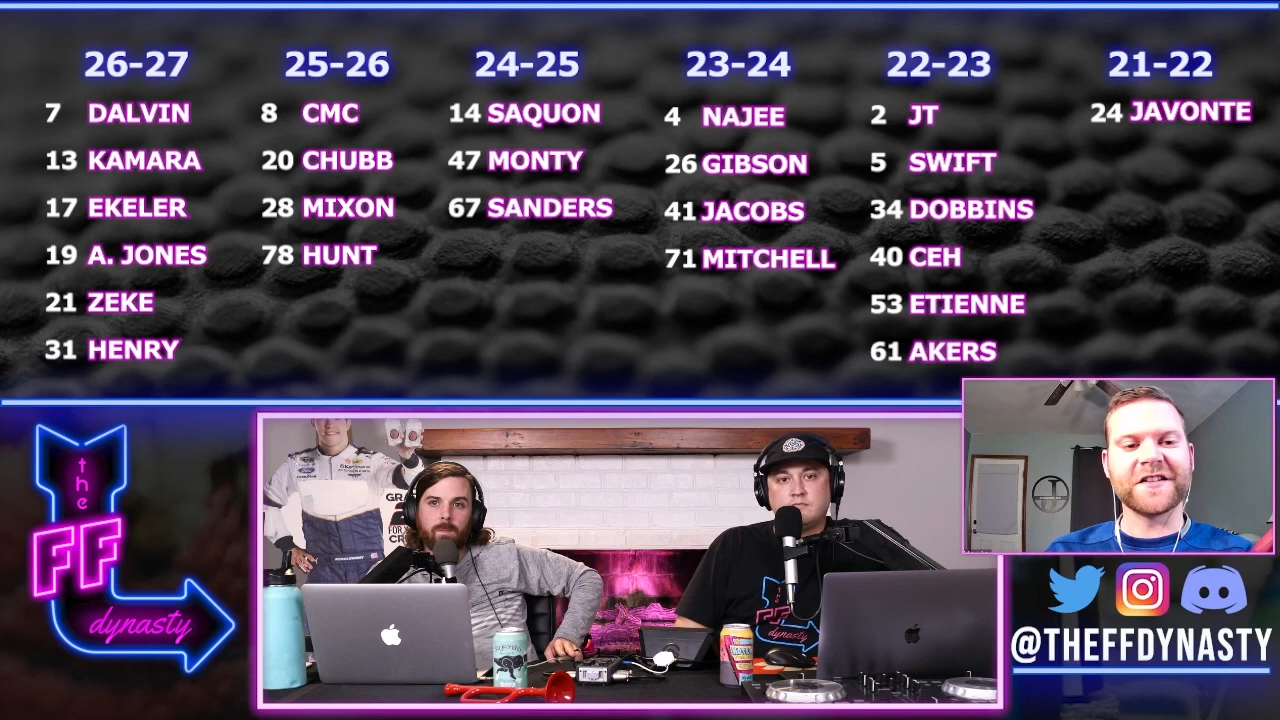 26-27
7 DALVIN
13 KAMARA
17 EKELER
19 A. JONES
21 ZEKE
31 HENRY
25-26
8 CMC
20 CHUBB
28 MIXON
78 HUNT
24-25
14 SAQUON
47 MONTY
67 SANDERS
23-24
4 NAJEE
26 GIBSON
41 JACOBS
71 MITCHELL
22-23
2 JT
5 SWIFT
34 DOBBINS
40 CEH
53 ETIENNE
61 AKERS
21-22
24 JAVONTE
the
FF
dynasty
FF
dynasty
@THEFFDYNASTY